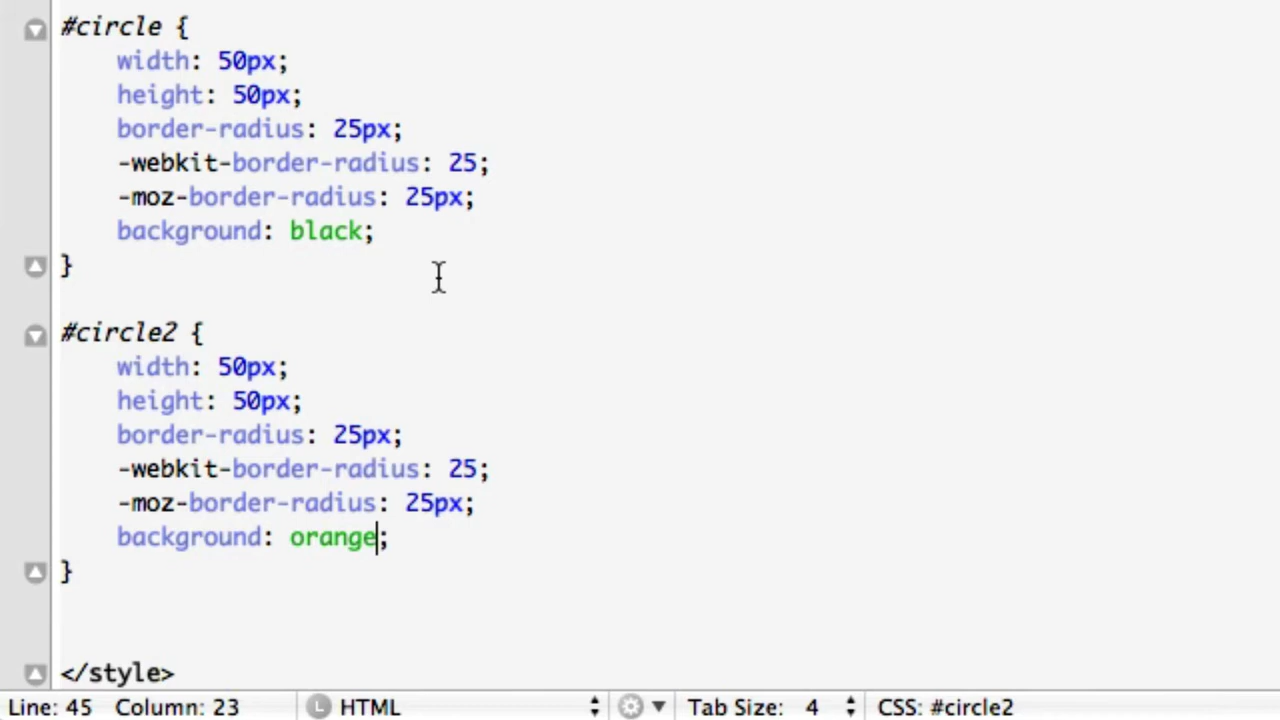 #circle {
width: 50px;
height: 50px;
border-radius: 25px;
-webkit-border-radius: 25;
-moz-border-radius: 25px;
background: black;
}
#circle2 {
width: 50px;
height: 50px;
border-radius: 25px;
-webkit-border-radius: 25;
-moz-border-radius: 25px;
background: orange;
}
</style>
Line: 45 Column: 23 L HTML Tab Size: 4 CSS: #circle2